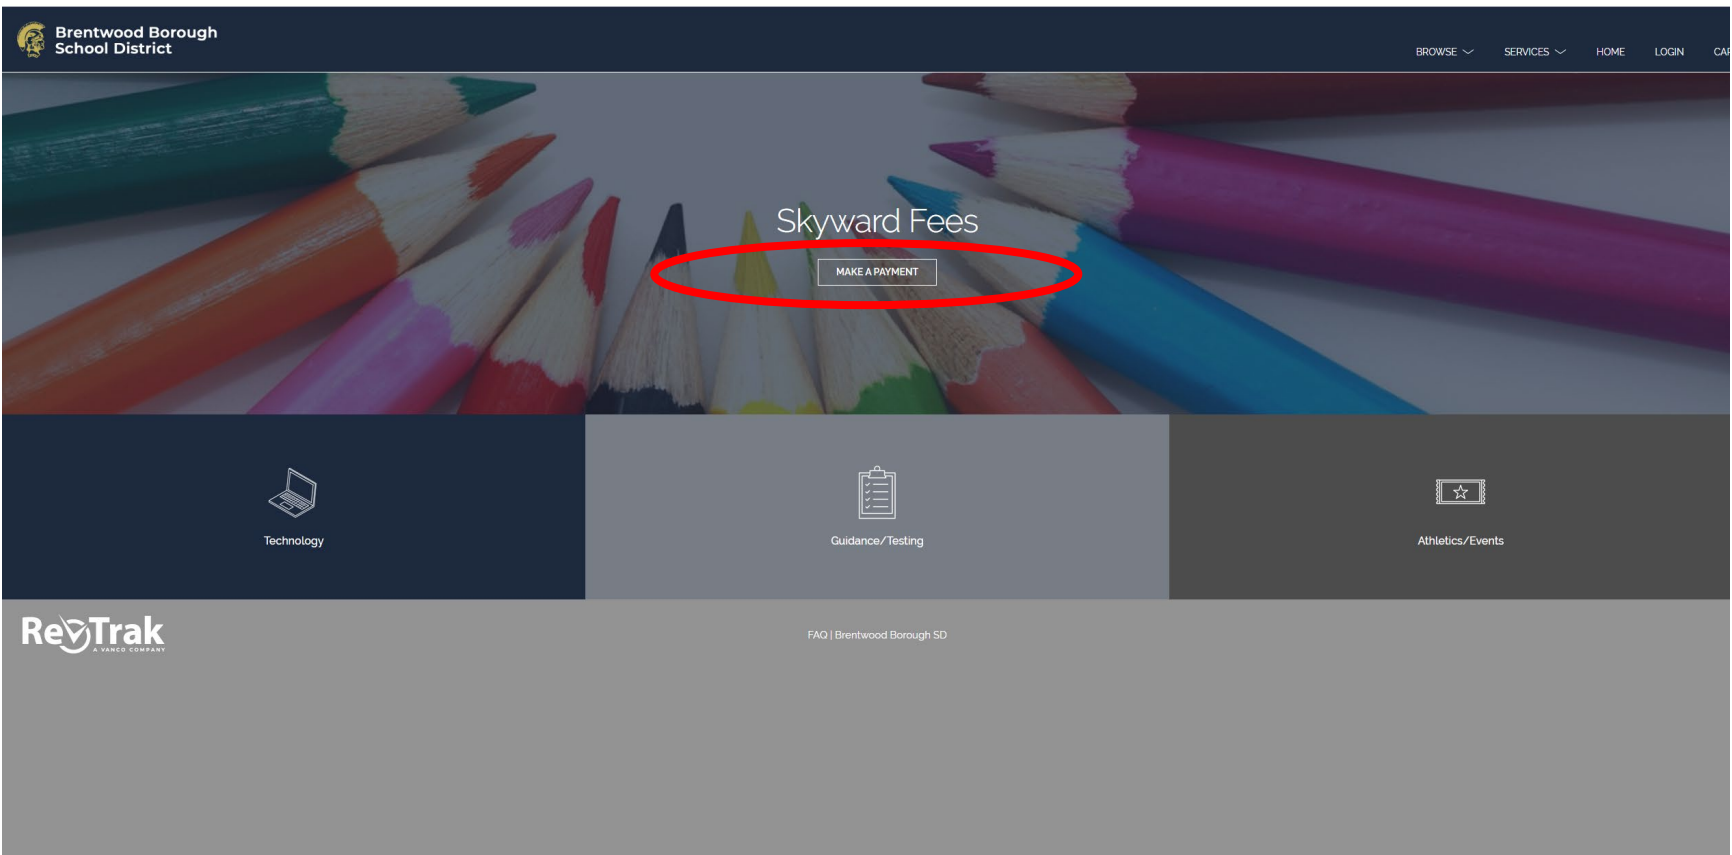 Brentwood Borough
School District
BROWSE SERVICES HOME LOGIN
Skyward Fees
MAKE A PAYMENT
Technology
Guidance/Testing
Athletics/Events
RevTrak
A VANCO COMPANY
FAQ | Brentwood Borough SD